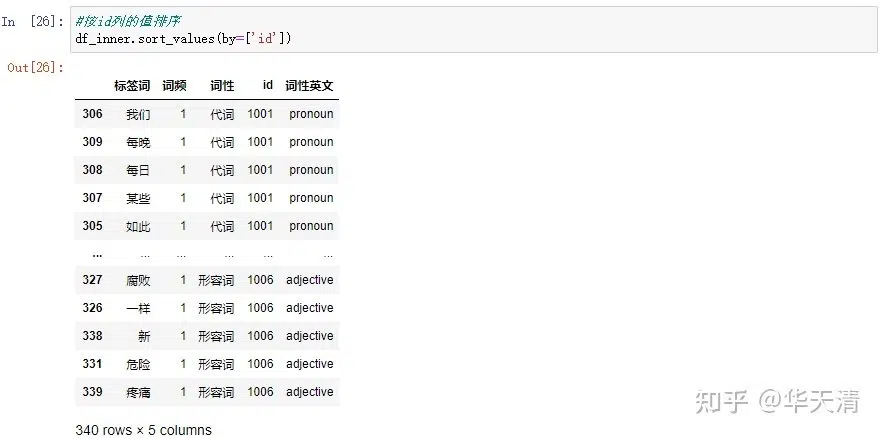 In [26]: #按id列的值排序
df_inner.sort_values(by=['id'])
Out[26]:
标签词 词频 词性 id 词性英文
306 我们 1 代词 1001 pronoun
309 每晚 1 代词 1001 pronoun
308 每日 1 代词 1001 pronoun
307 某些 1 代词 1001 pronoun
305 如此 1 代词 1001 pronoun
... ... ... ... ... ...
327 腐败 1 形容词 1006 adjective
326 一样 1 形容词 1006 adjective
338 新 1 形容词 1006 adjective
331 危险 1 形容词 1006 adjective
339 疼痛 1 形容词 1006 adjective
340 rows × 5 columns
知乎 @华天清